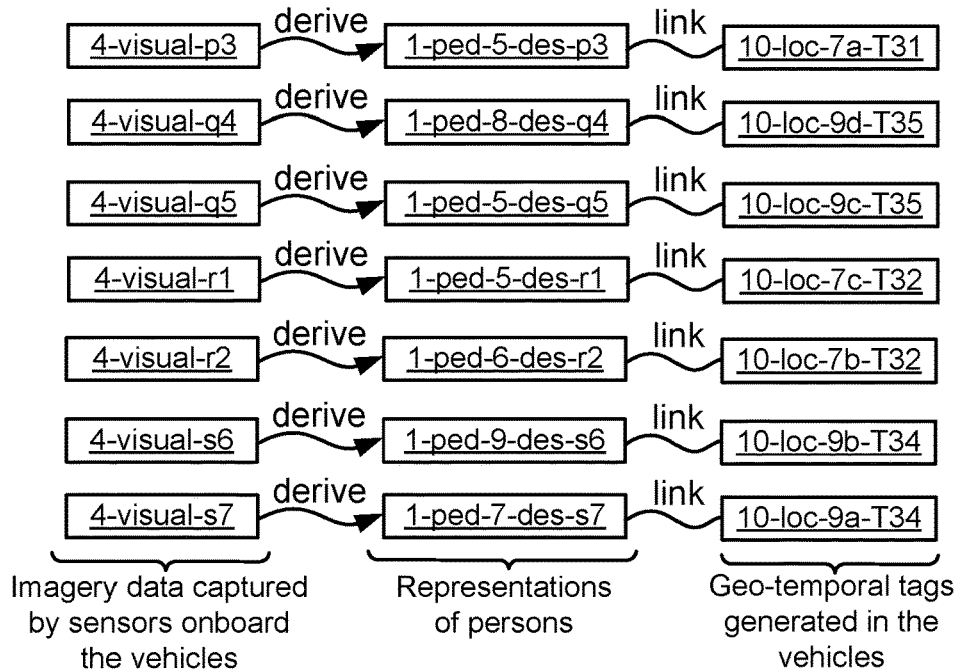 derive link
4-visual-p3 1-ped-5-des-p3 10-loc-7a-T31
derive link
4-visual-q4 1-ped-8-des-q4 10-loc-9d-T35
derive link
4-visual-q5 1-ped-5-des-q5 10-loc-9c-T35
derive link
4-visual-r1 1-ped-5-des-r1 10-loc-7c-T32
derive link
4-visual-r2 1-ped-6-des-r2 10-loc-7b-T32
derive link
4-visual-s6 1-ped-9-des-s6 10-loc-9b-T34
derive link
4-visual-s7 1-ped-7-des-s7 10-loc-9a-T34
Imagery data captured
by sensors onboard
the vehicles
Representations
of persons
Geo-temporal tags
generated in the
vehicles